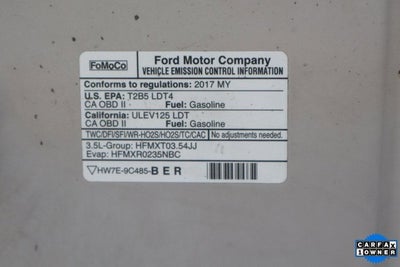 FoMoCo
Ford Motor Company
VEHICLE EMISSION CONTROL INFORMATION
Conforms to regulations: 2017 MY
U.S. EPA: T2B5 LDT4
CA OBD II Fuel: Gasoline
California: ULEV125 LDT
CA OBD II Fuel: Gasoline
TWC/DFI/SFI/WR-HO2S/HO2S/TC/CAC No adjustments needed.
3.5L-Group: HFMXT03.54JJ
Evap: HFMXR0235NBC
HW7E-9C485-BER
CARFAX
1 OWNER